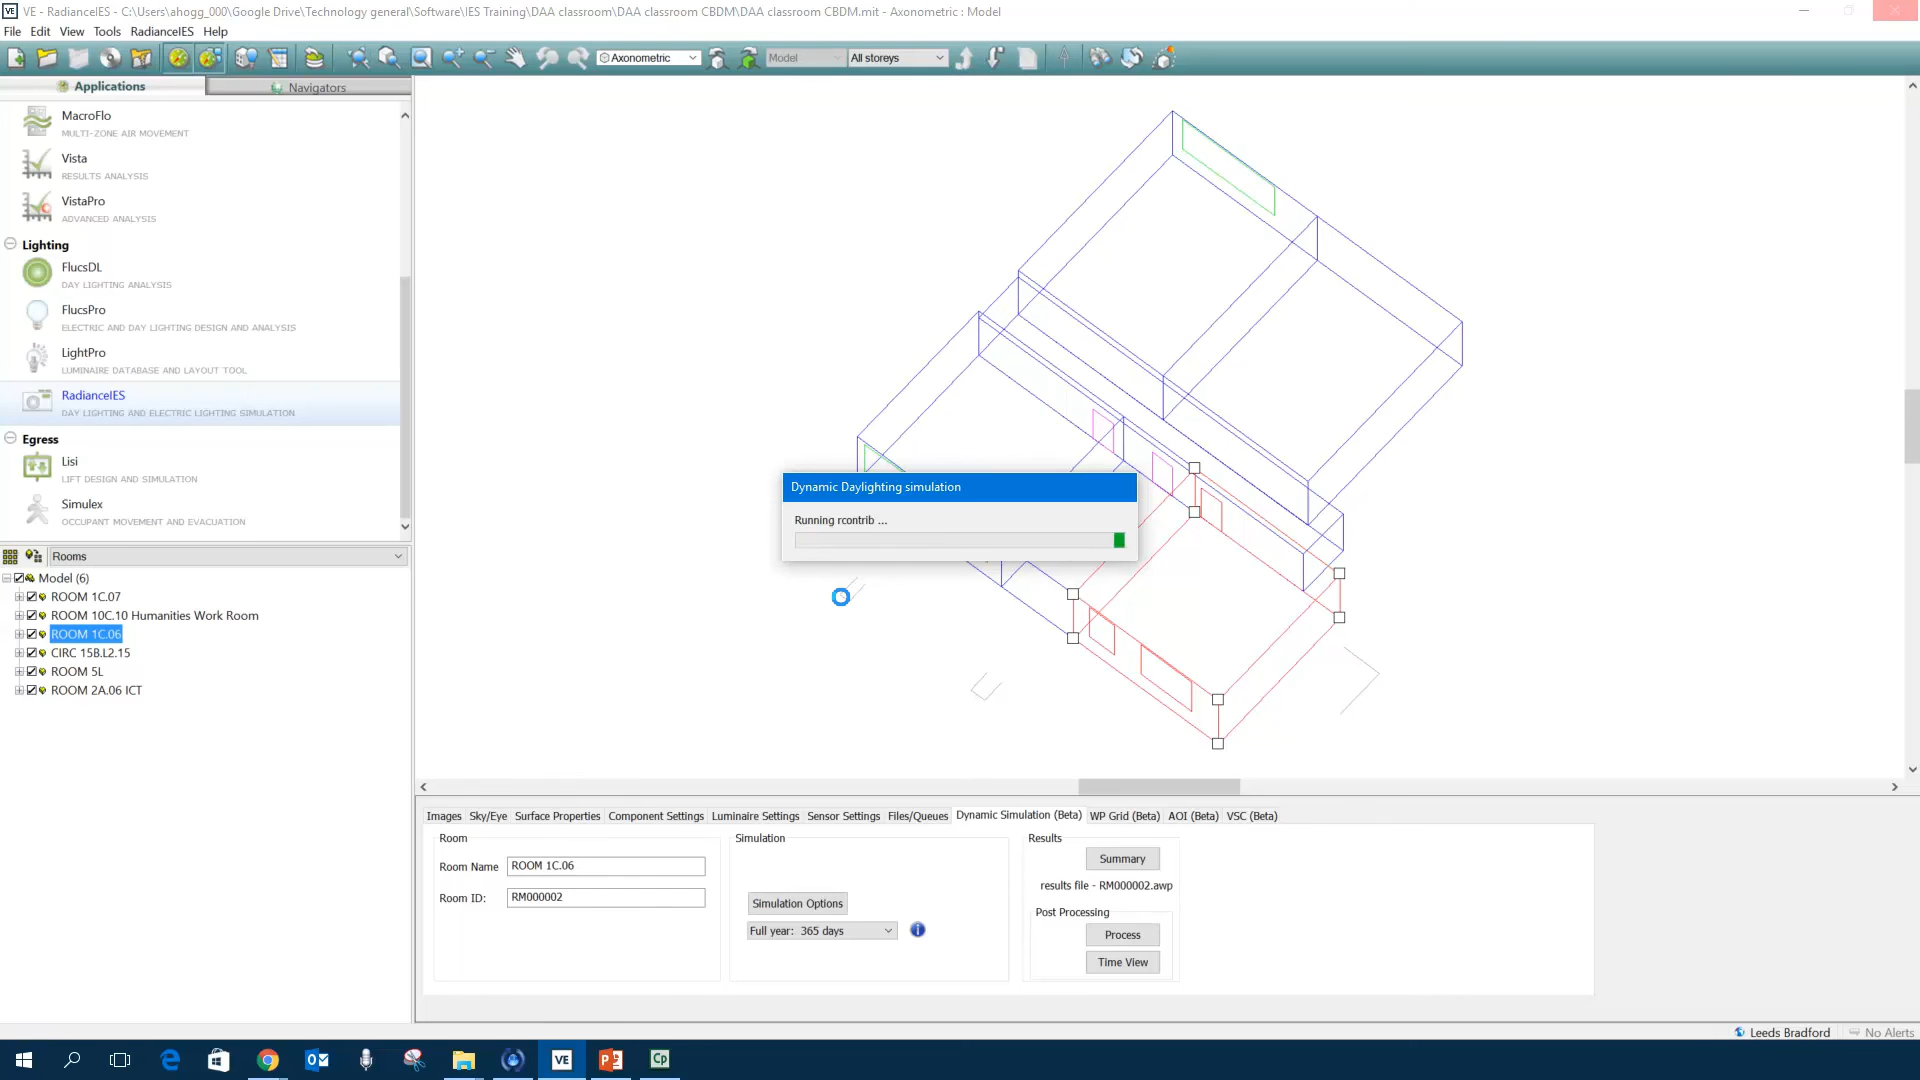 VE - RadianceIES - C:\Users\ahogg_000\Google Drive\Technology general\Software\IES Training\DAA classroom\DAA classroom CBDM\DAA classroom CBDM.mit - Axonometric : Model
File Edit View Tools RadianceIES Help
Axonometric Model All storeys
Applications Navigators
MacroFlo
MULTI-ZONE AIR MOVEMENT
Vista
RESULTS ANALYSIS
VistaPro
ADVANCED ANALYSIS
Lighting
FlucsDL
DAY LIGHTING ANALYSIS
FlucsPro
ELECTRIC AND DAY LIGHTING DESIGN AND ANALYSIS
LightPro
LUMINAIRE DATABASE AND LAYOUT TOOL
RadianceIES
DAY LIGHTING AND ELECTRIC LIGHTING SIMULATION
Egress
Lisi
LIFT DESIGN AND SIMULATION
Simulex
OCCUPANT MOVEMENT AND EVACUATION
Rooms
Model (6)
ROOM 1C.07
ROOM 10C.10 Humanities Work Room
ROOM 1C.06
CIRC 15B.L2.15
ROOM 5L
ROOM 2A.06 ICT
Dynamic Daylighting simulation
Running rcontrib ...
Images Sky/Eye Surface Properties Component Settings Luminaire Settings Sensor Settings Files/Queues Dynamic Simulation (Beta) WP Grid (Beta) AOI (Beta) VSC (Beta)
Room
Room Name ROOM 1C.06
Room ID: RM000002
Simulation
Simulation Options
Full year: 365 days
Results
Summary
results file - RM000002.awp
Post Processing
Process
Time View
Leeds Bradford No Alerts
VE
Cp